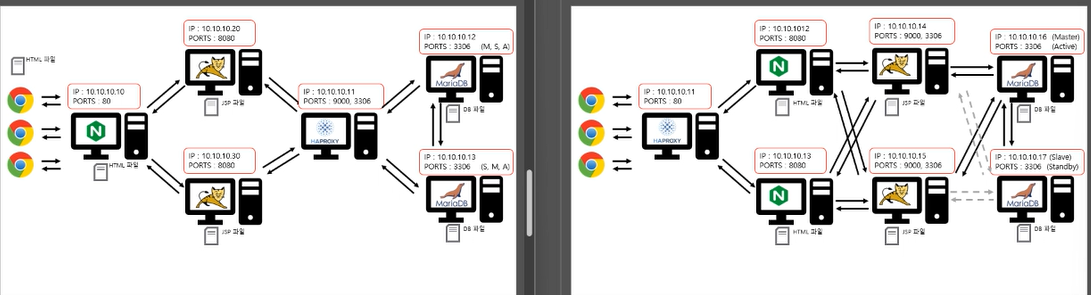 HTML 파일
IP : 10.10.10.10
PORTS : 80
HTML 파일
IP : 10.10.10.20
PORTS : 8080
JSP 파일
IP : 10.10.10.30
PORTS : 8080
JSP 파일
IP : 10.10.10.11
PORTS : 9000, 3306
HAPROXY
IP : 10.10.10.12
PORTS : 3306 (M, S, A)
MariaDB
DB 파일
IP : 10.10.10.13
PORTS : 3306 (S, M, A)
MariaDB
DB 파일
IP : 10.10.10.11
PORTS : 80
HAPROXY
IP : 10.10.1012
PORTS : 8080
HTML 파일
IP : 10.10.10.13
PORTS : 8080
HTML 파일
IP : 10.10.10.14
PORTS : 9000, 3306
JSP 파일
IP : 10.10.10.15
PORTS : 9000, 3306
JSP 파일
IP : 10.10.10.16 (Master)
PORTS : 3306 (Active)
MariaDB
DB 파일
IP : 10.10.10.17 (Slave)
PORTS : 3306 (Standby)
MariaDB
DB 파일